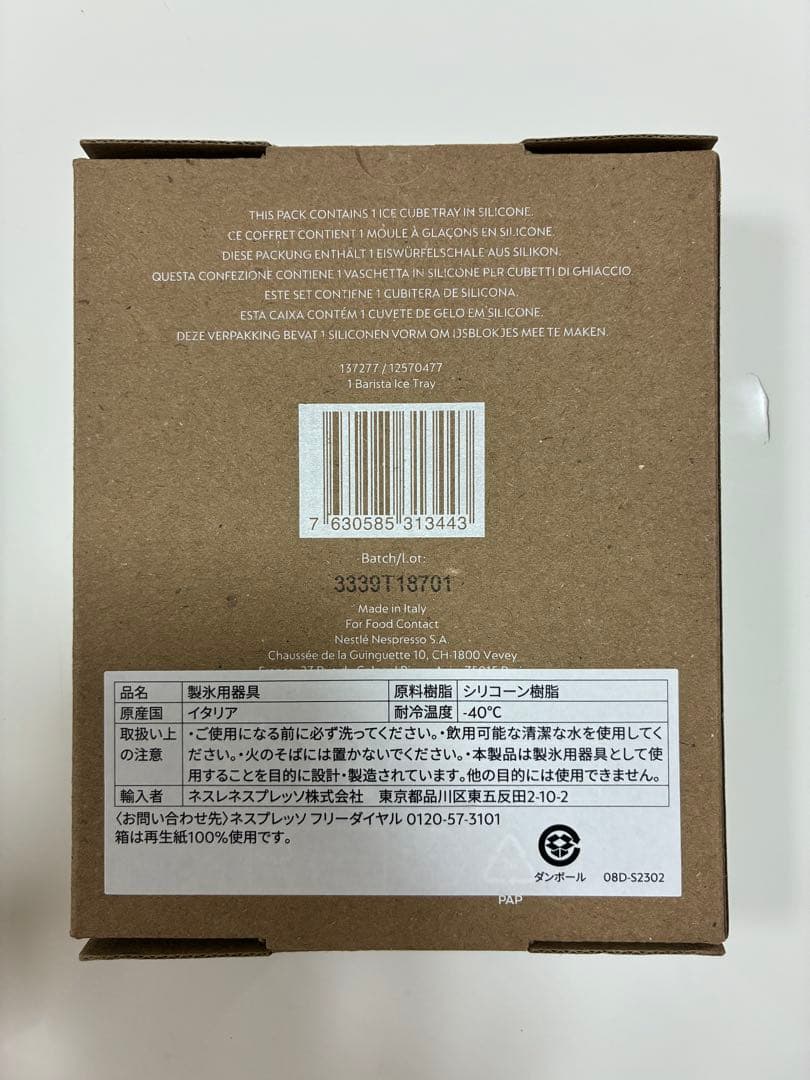 THIS PACK CONTAINS 1 ICE CUBE TRAY IN SILICONE.
CE COFFRET CONTIENT 1 MOULE À GLAÇONS EN SILICONE.
DIESE PACKUNG ENTHÄLT 1 EISWÜRFELSCHALE AUS SILIKON.
QUESTA CONFEZIONE CONTIENE 1 VASCHETTA IN SILICONE PER CUBETTI DI GHIACCIO.
ESTE SET CONTIENE 1 CUBITERA DE SILICONA.
ESTA CAIXA CONTÉM 1 CUVETE DE GELO EM SILICONE.
DEZE VERPAKKING BEVAT 1 SILICONEN VORM OM IJSBLOKJES MEE TE MAKEN.
137277 / 12570477
1 Barista Ice Tray
7 630585 313443
Batch/Lot:
3339T18701
Made in Italy
For Food Contact
Nestlé Nespresso S.A.
Chaussée de la Guinguette 10, CH-1800 Vevey
品名 製氷用器具 原料樹脂 シリコーン樹脂
原産国 イタリア 耐冷温度 -40℃
取扱い上 ・ご使用になる前に必ず洗ってください。・飲用可能な清潔な水を使用してく
の注意 ださい。・火のそばには置かないでください。・本製品は製氷用器具として使
用することを目的に設計・製造されています。他の目的には使用できません。
輸入者 ネスレネスプレッソ株式会社 東京都品川区東五反田2-10-2
〈お問い合わせ先〉ネスプレッソ フリーダイヤル 0120-57-3101
箱は再生紙100%使用です。
ダンボール 08D-S2302
PAP